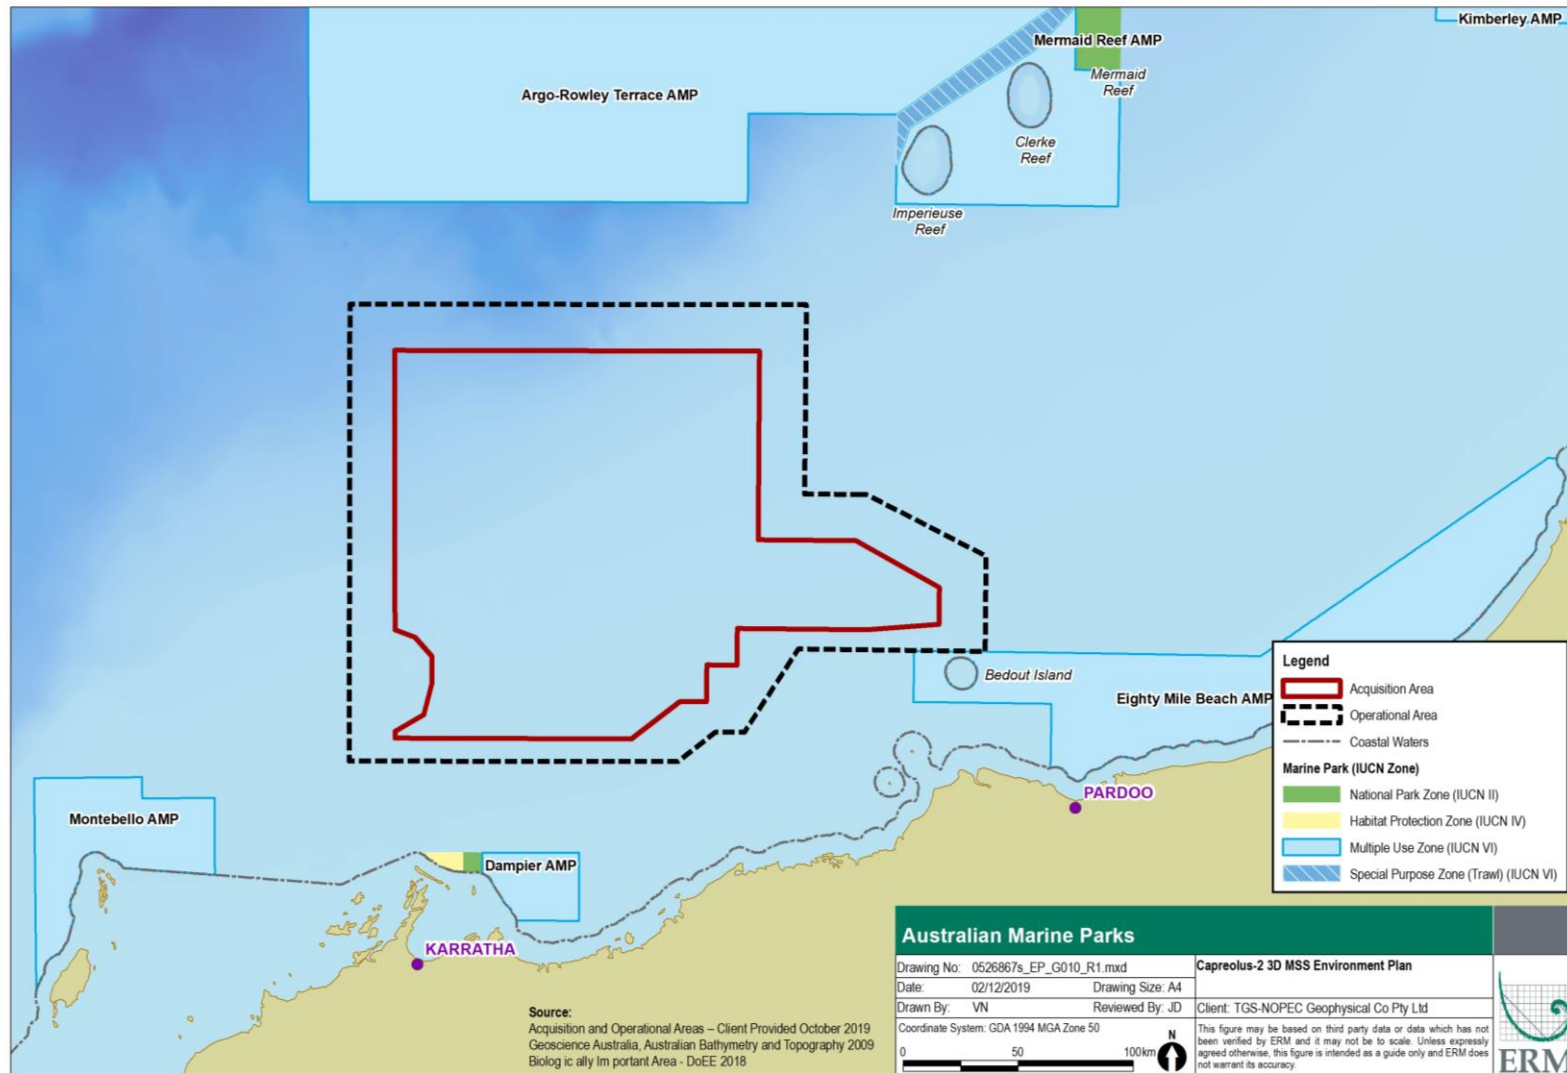 Kimberley AMP
Mermaid Reef AMP
Mermaid
Reef
Argo-Rowley Terrace AMP
Clerke
Reef
Imperieuse
Reef
Bedout Island
Eighty Mile Beach AMP
PARDOO
Montebello AMP
Dampier AMP
KARRATHA
Legend
Acquisition Area
Operational Area
Coastal Waters
Marine Park (IUCN Zone)
National Park Zone (IUCN II)
Habitat Protection Zone (IUCN IV)
Multiple Use Zone (IUCN VI)
Special Purpose Zone (Trawl) (IUCN VI)
Source:
Acquisition and Operational Areas – Client Provided October 2019
Geoscience Australia, Australian Bathymetry and Topography 2009
Biolog ic ally Im portant Area - DoEE 2018
Australian Marine Parks
Drawing No: 0526867s_EP_G010_R1.mxd
Date: 02/12/2019 Drawing Size: A4
Drawn By: VN Reviewed By: JD
Coordinate System: GDA 1994 MGA Zone 50
N
0 50 100km
Capreolus-2 3D MSS Environment Plan
Client: TGS-NOPEC Geophysical Co Pty Ltd
This figure may be based on third party data or data which has not
been verified by ERM and it may not be to scale. Unless expressly
agreed otherwise, this figure is intended as a guide only and ERM does
not warrant its accuracy.
ERM